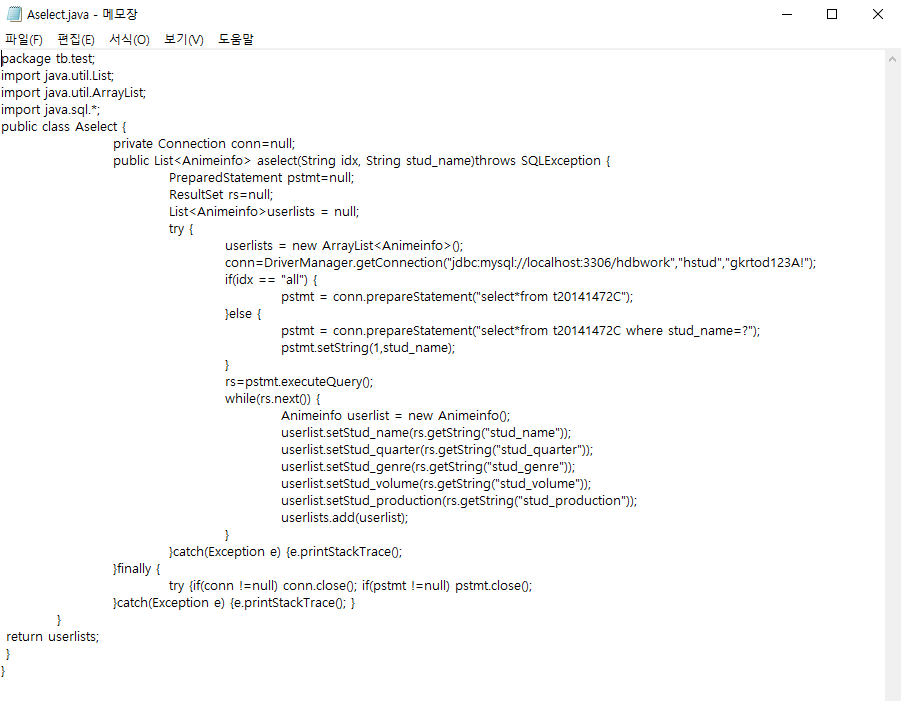 Aselect.java - 메모장
파일(F) 편집(E) 서식(O) 보기(V) 도움말
package tb.test;
import java.util.List;
import java.util.ArrayList;
import java.sql.*;
public class Aselect {
private Connection conn=null;
public List<Animeinfo> aselect(String idx, String stud_name)throws SQLException {
PreparedStatement pstmt=null;
ResultSet rs=null;
List<Animeinfo>userlists = null;
try {
userlists = new ArrayList<Animeinfo>();
conn=DriverManager.getConnection("jdbc:mysql://localhost:3306/hdbwork","hstud","gkrtod123A!");
if(idx == "all") {
pstmt = conn.prepareStatement("select*from t20141472C");
}else {
pstmt = conn.prepareStatement("select*from t20141472C where stud_name=?");
pstmt.setString(1,stud_name);
}
rs=pstmt.executeQuery();
while(rs.next()) {
Animeinfo userlist = new Animeinfo();
userlist.setStud_name(rs.getString("stud_name"));
userlist.setStud_quarter(rs.getString("stud_quarter"));
userlist.setStud_genre(rs.getString("stud_genre"));
userlist.setStud_volume(rs.getString("stud_volume"));
userlist.setStud_production(rs.getString("stud_production"));
userlists.add(userlist);
}
}catch(Exception e) {e.printStackTrace();
}finally {
try {if(conn !=null) conn.close(); if(pstmt !=null) pstmt.close();
}catch(Exception e) {e.printStackTrace(); }
}
return userlists;
}
}